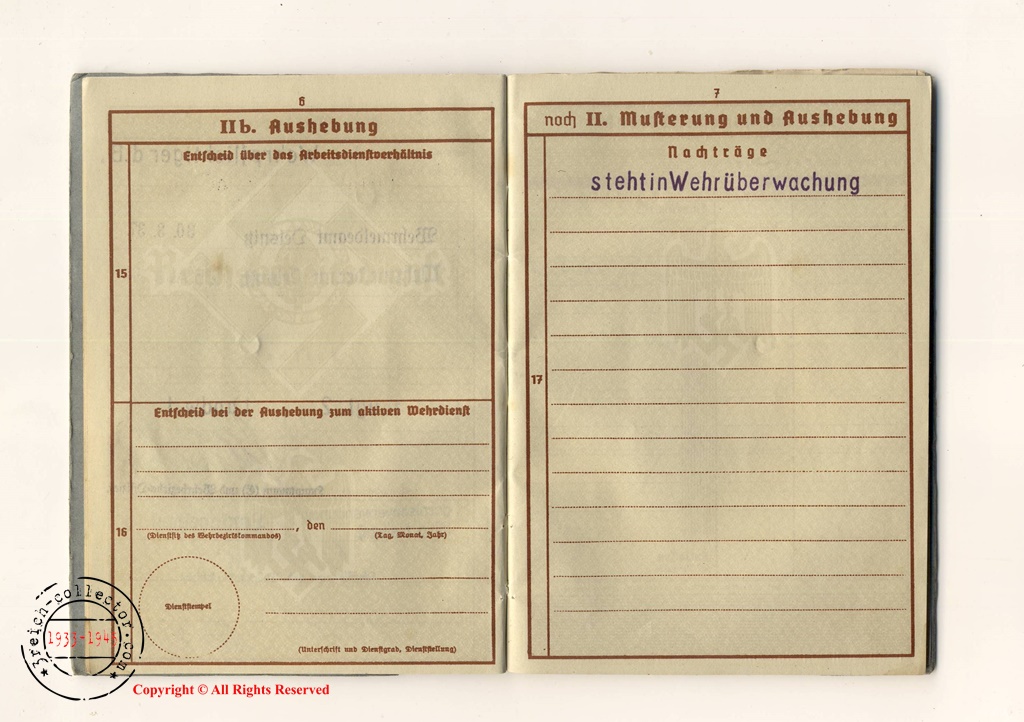 6
IIb. Aushebung
Entscheid über das Arbeitsdienstverhältnis
15
Entscheid bei der Aushebung zum aktiven Wehrdienst
16
, den
(Dienstsitz des Wehrbezirkskommandos)
(Tag, Monat, Jahr)
Dienststempel
(Unterschrift und Dienstgrad, Dienststellung)
7
noch II. Musterung und Aushebung
Nachträge
stehtinWehrüberwachung
17
3reich-collector.com
1933-1945
Copyright © All Rights Reserved